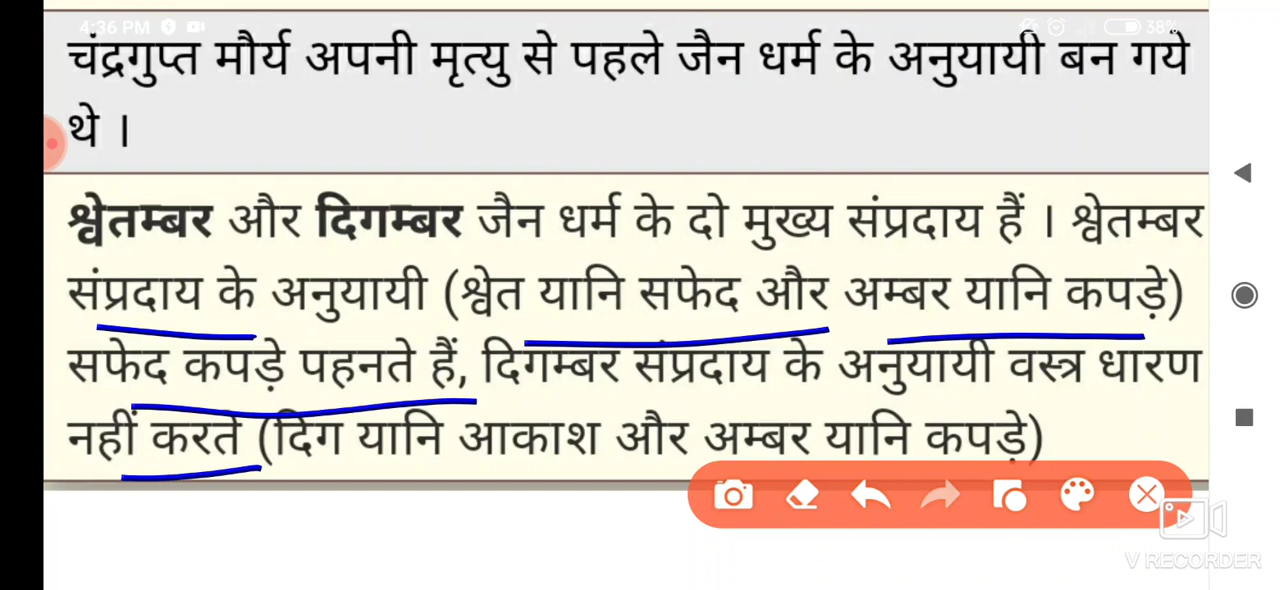 4:36 PM
38%
चंद्रगुप्त मौर्य अपनी मृत्यु से पहले जैन धर्म के अनुयायी बन गये
थे ।
श्वेतम्बर और दिगम्बर जैन धर्म के दो मुख्य संप्रदाय हैं । श्वेतम्बर
संप्रदाय के अनुयायी (श्वेत यानि सफेद और अम्बर यानि कपड़े)
सफेद कपड़े पहनते हैं, दिगम्बर संप्रदाय के अनुयायी वस्त्र धारण
नहीं करते (दिग यानि आकाश और अम्बर यानि कपड़े)
V RECORDER